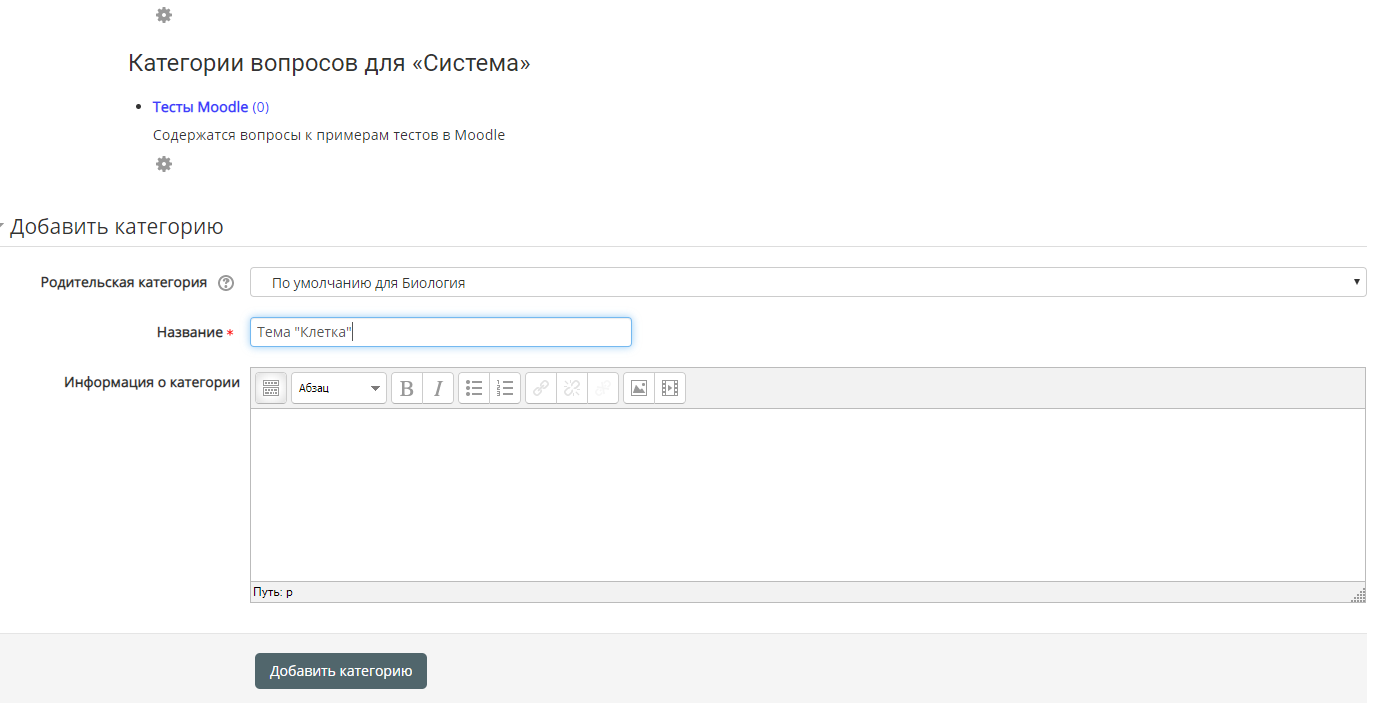 Категории вопросов для «Система»
Тесты Moodle (0)
Содержатся вопросы к примерам тестов в Moodle
Добавить категорию
Родительская категория ? По умолчанию для Биология
Название * Тема "Клетка"
Информация о категории
Абзац B I
Путь: p
Добавить категорию